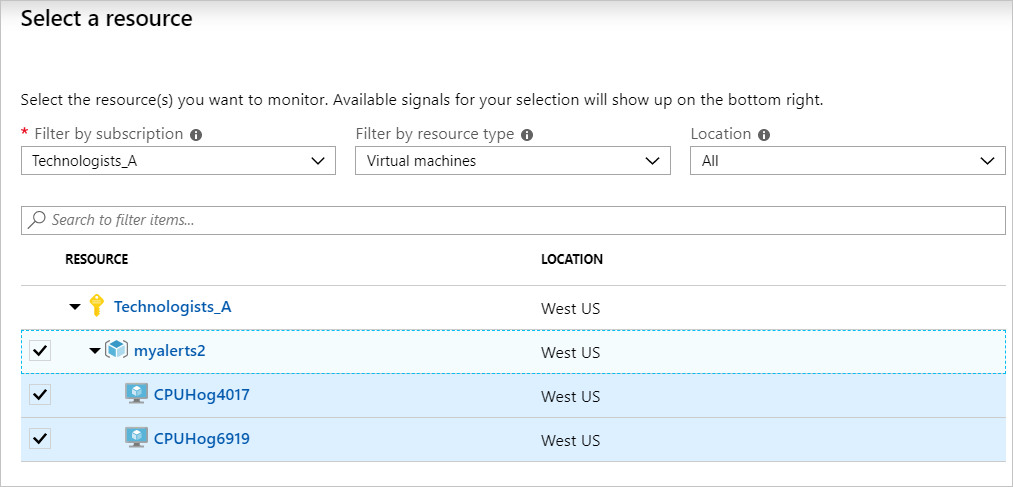 Select a resource
Select the resource(s) you want to monitor. Available signals for your selection will show up on the bottom right.
* Filter by subscription Filter by resource type Location
Technologists_A Virtual machines All
Search to filter items...
RESOURCE LOCATION
Technologists_A West US
myalerts2 West US
CPUHog4017 West US
CPUHog6919 West US